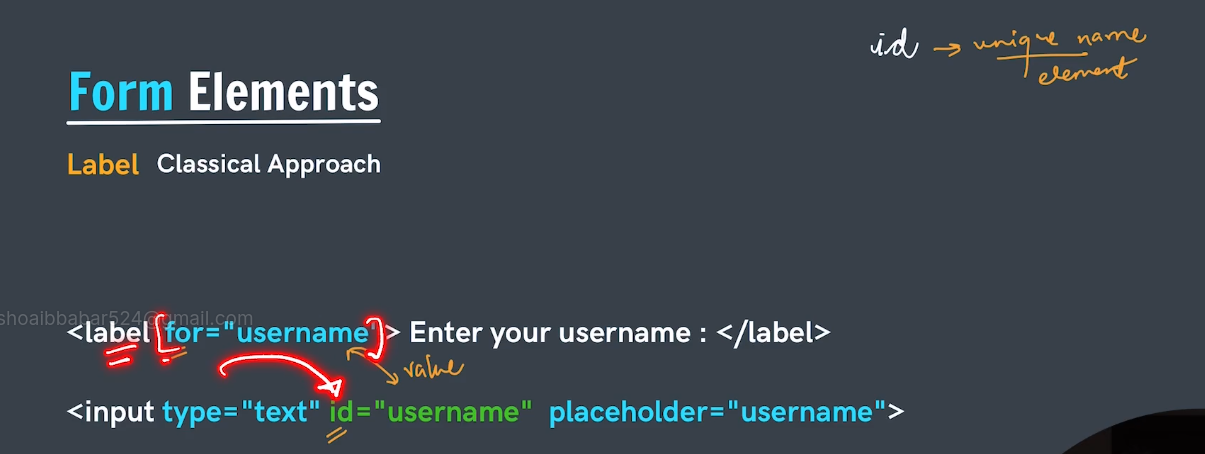 id → unique name
element
Form Elements
Label Classical Approach
shoaibbabar524@gmail.com
<label for="username"> Enter your username : </label>
value
<input type="text" id="username" placeholder="username">